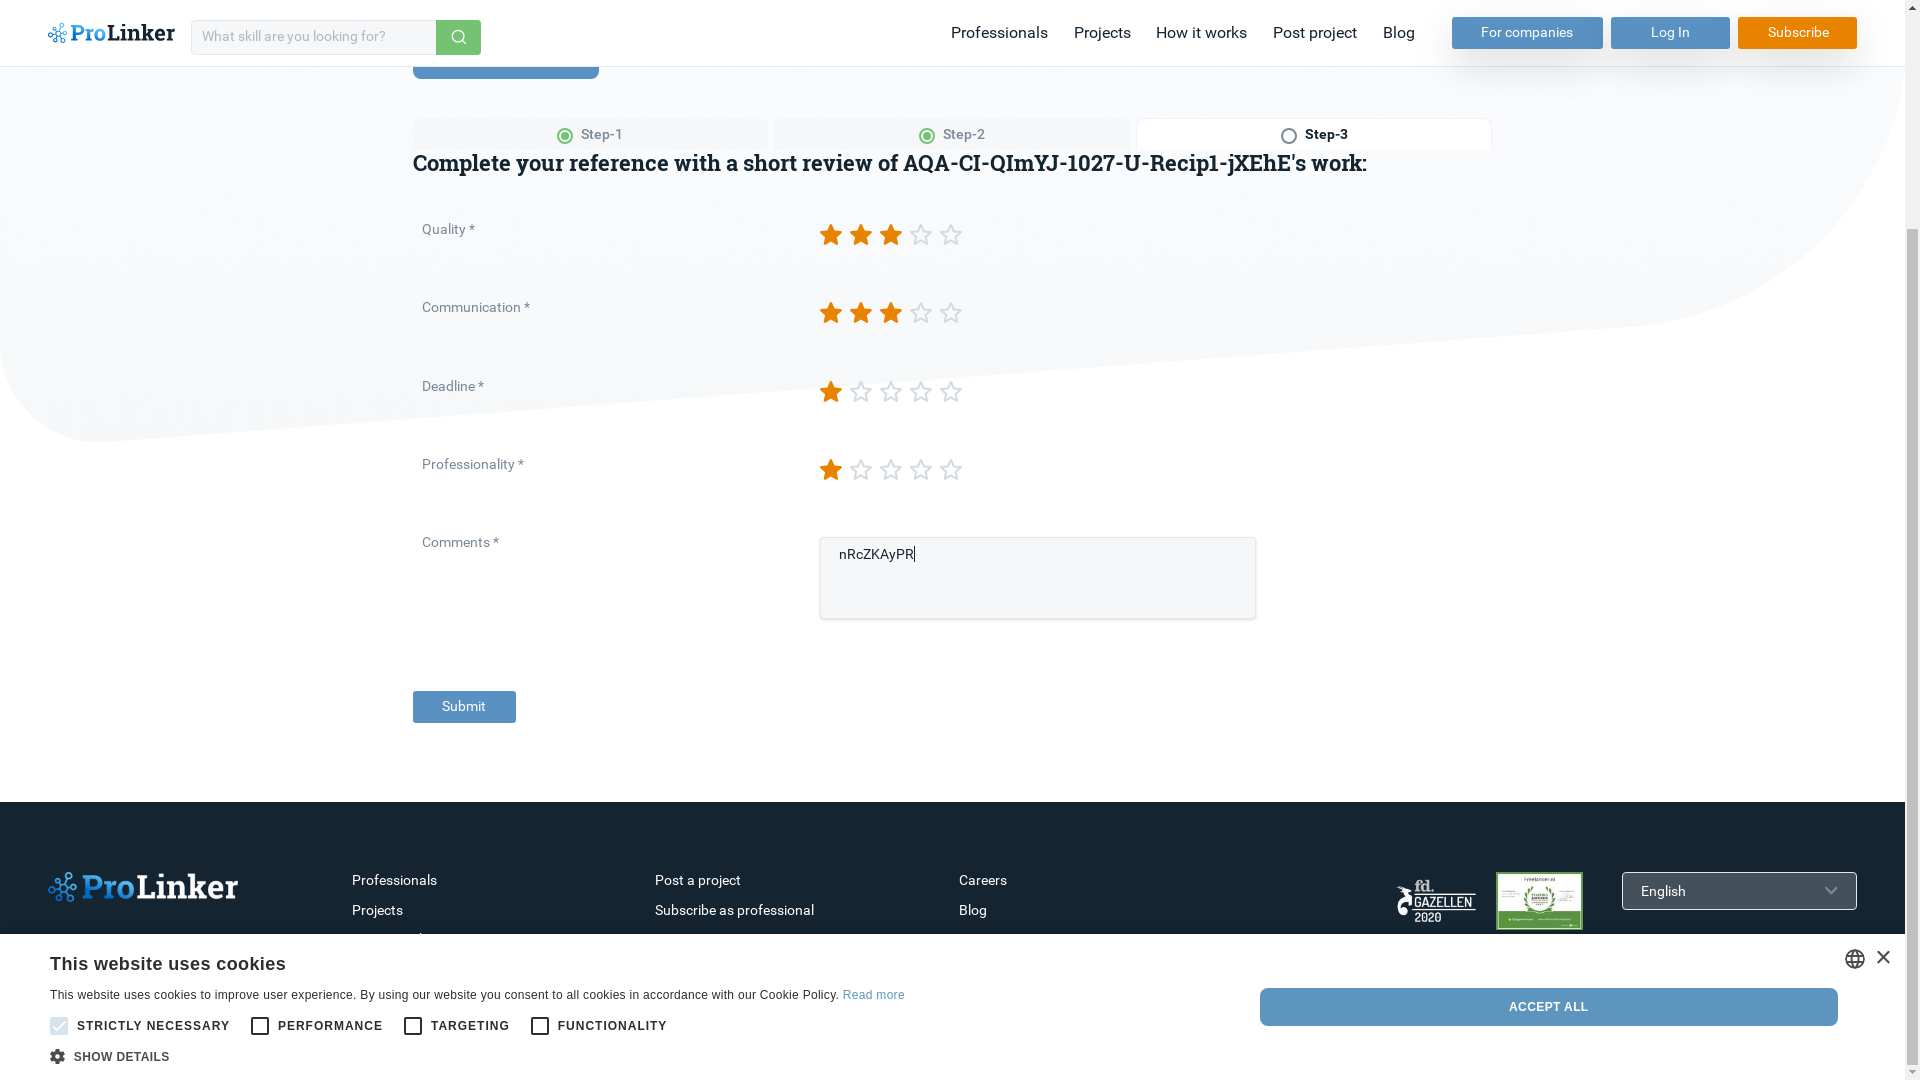 ProLinker
What skill are you looking for?
Professionals
Projects
How it works
Post project
Blog
For companies
Log In
Subscribe
Step-1
Step-2
Step-3
Complete your reference with a short review of AQA-CI-QImYJ-1027-U-Recip1-jXEhE's work:
Quality *
Communication *
Deadline *
Professionality *
Comments *
nRcZKAyPR
Submit
ProLinker
Professionals
Projects
Post a project
Subscribe as professional
Careers
Blog
fd.
GAZELLEN
2020
Freelancer.nl
English
This website uses cookies
This website uses cookies to improve user experience. By using our website you consent to all cookies in accordance with our Cookie Policy. Read more
STRICTLY NECESSARY
PERFORMANCE
TARGETING
FUNCTIONALITY
SHOW DETAILS
ACCEPT ALL